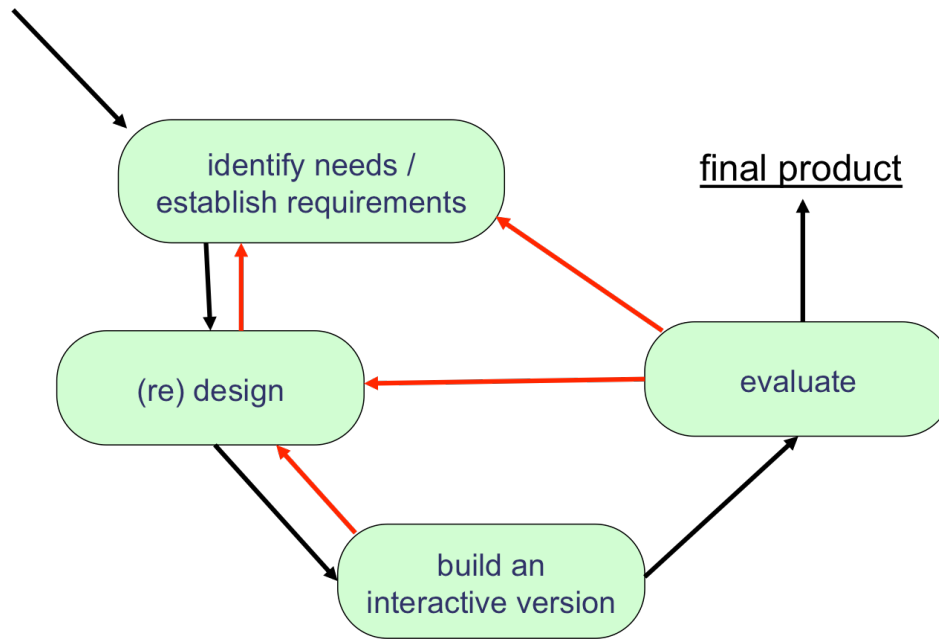 identify needs /
establish requirements
final product
(re) design
evaluate
build an
interactive version